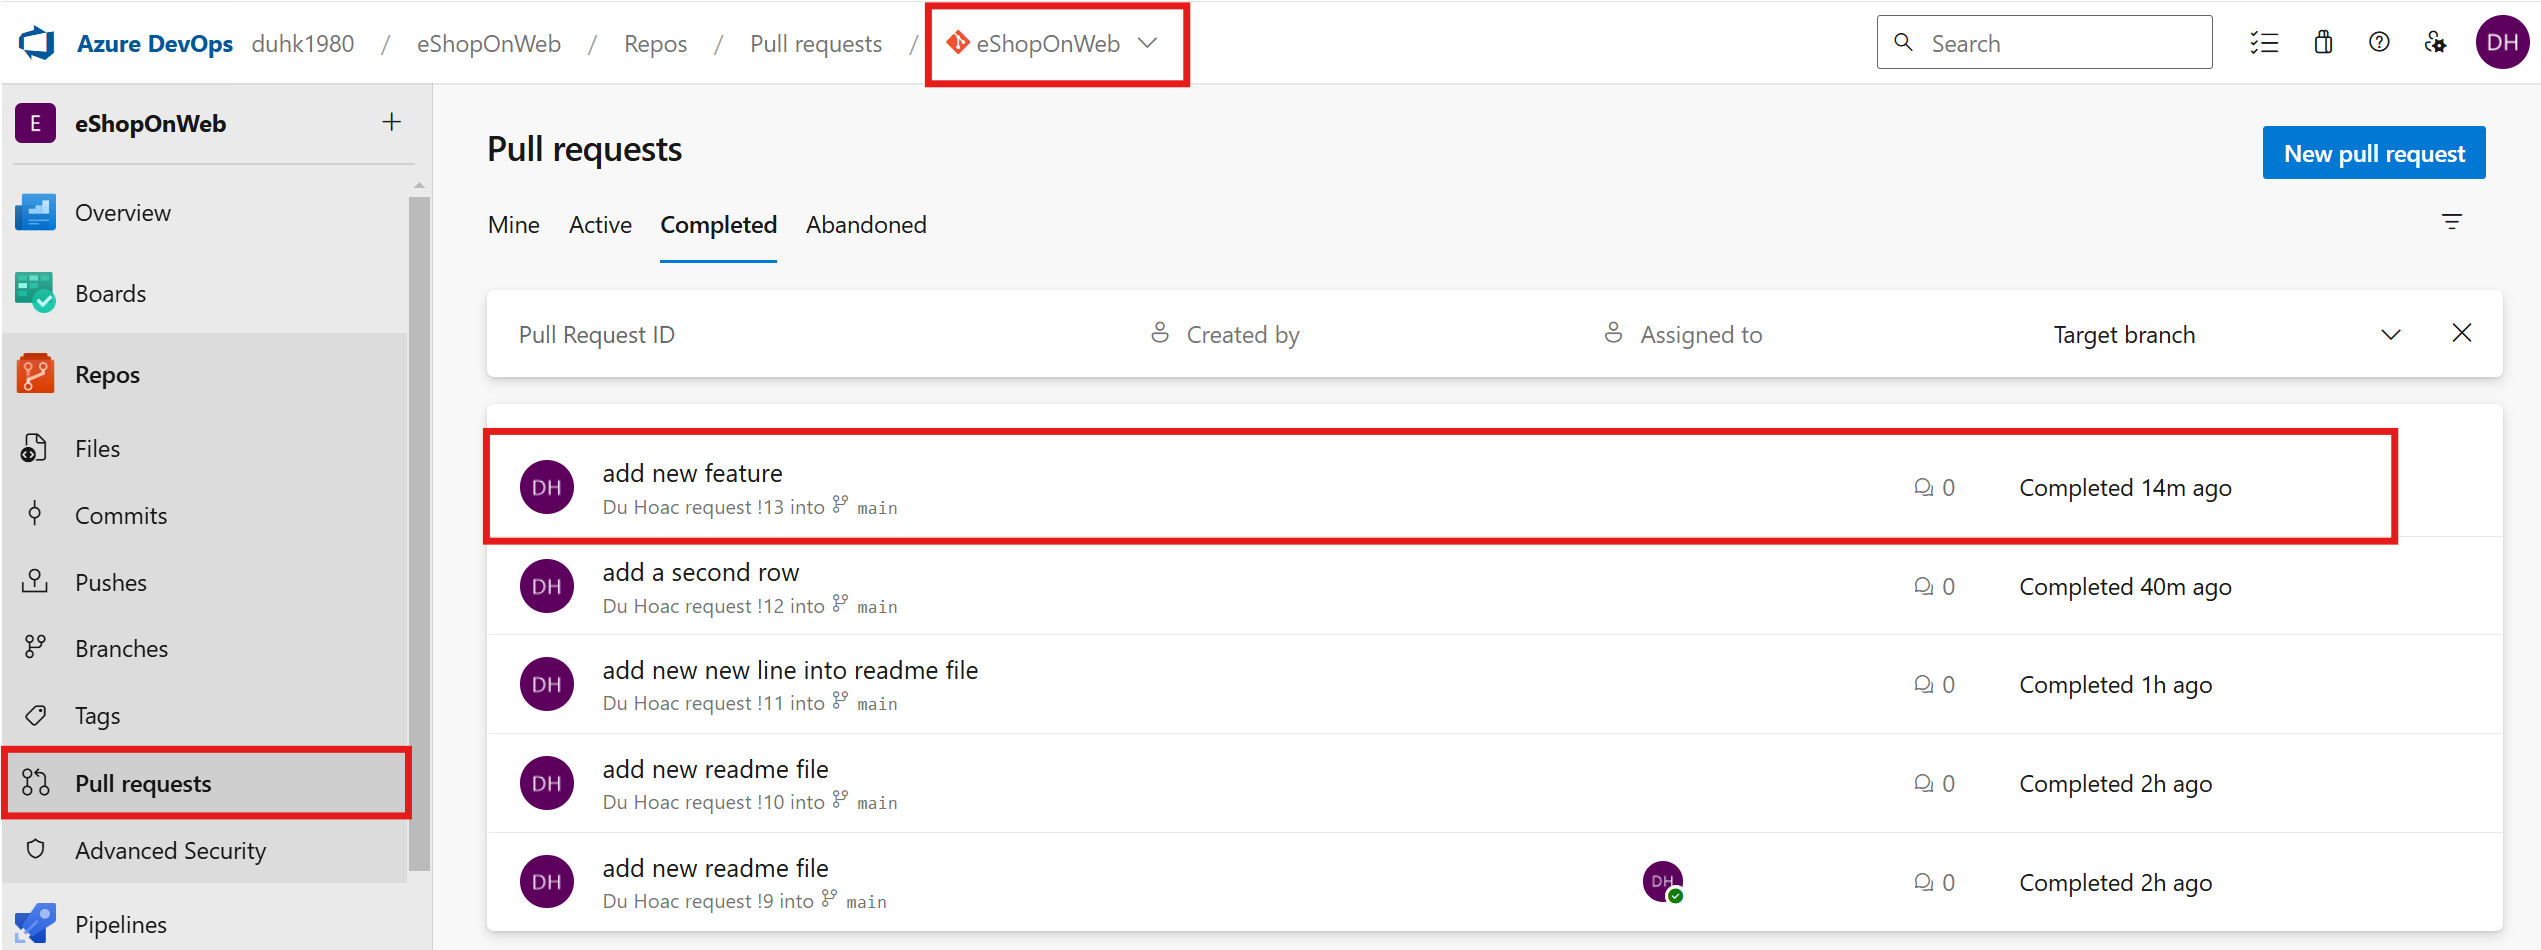 Azure DevOps duhk1980 / eShopOnWeb / Repos / Pull requests / eShopOnWeb
Search
DH
E eShopOnWeb +
Overview
Boards
Repos
Files
Commits
Pushes
Branches
Tags
Pull requests
Advanced Security
Pipelines
Pull requests
New pull request
Mine Active Completed Abandoned
Pull Request ID Created by Assigned to Target branch
DH add new feature
Du Hoac request !13 into main
0 Completed 14m ago
DH add a second row
Du Hoac request !12 into main
0 Completed 40m ago
DH add new new line into readme file
Du Hoac request !11 into main
0 Completed 1h ago
DH add new readme file
Du Hoac request !10 into main
0 Completed 2h ago
DH add new readme file
Du Hoac request !9 into main
DH 0 Completed 2h ago